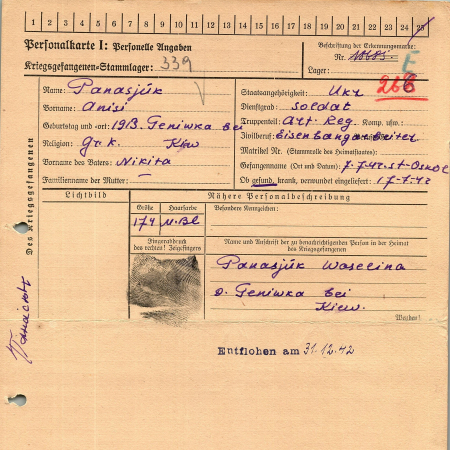 1 2 3 4 5 6 7 8 9 10 11 12 13 14 15 16 17 18 19 20 21 22 23 24 25
Personalkarte I: Personelle Angaben
Kriegsgefangenen-Stammlager: 339
Beschriftung der Erkennungsmarke
Nr.
Lager:
268
Des Kriegsgefangenen
Name: Panasjúk
Vorname: Anisi
Geburtstag und -ort: 1913. Geniwka bei
Kiew
Religion: Gr. k.
Vorname des Vaters: Nikita
Familienname der Mutter: —
Staatsangehörigkeit: Ukr
Dienstgrad: Soldat
Truppenteil: Art-Reg. Komp. usw.:
Zivilberuf: Eisenbanarbeiter
Matrikel Nr. (Stammrolle des Heimatstaates):
Gefangennahme (Ort und Datum): 7.7.42 St-Oskol
Ob gesund, krank, verwundet eingeliefert: 17.7.42
Lichtbild
Nähere Personalbeschreibung
Größe
Haarfarbe
Besondere Kennzeichen:
174
Fingerabdruck
des rechten! Zeigefingers
Name und Anschrift der zu benachrichtigenden Person in der Heimat
des Kriegsgefangenen
Panasjúk Waselina
d. Geniwka bei
Kiew.
Wenden!
Панасюк
Entflohen am 31.12.42